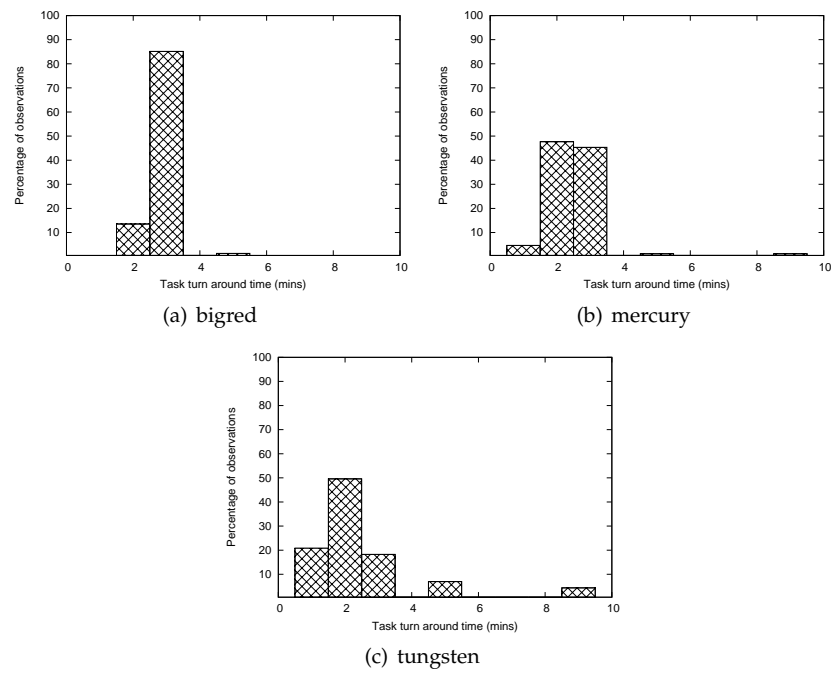 100
90
80
70
60
50
40
30
20
10
Percentage of observations
0 2 4 6 8 10
Task turn around time (mins)
(a) bigred
100
90
80
70
60
50
40
30
20
10
Percentage of observations
0 2 4 6 8 10
Task turn around time (mins)
(b) mercury
100
90
80
70
60
50
40
30
20
10
Percentage of observations
0 2 4 6 8 10
Task turn around time (mins)
(c) tungsten